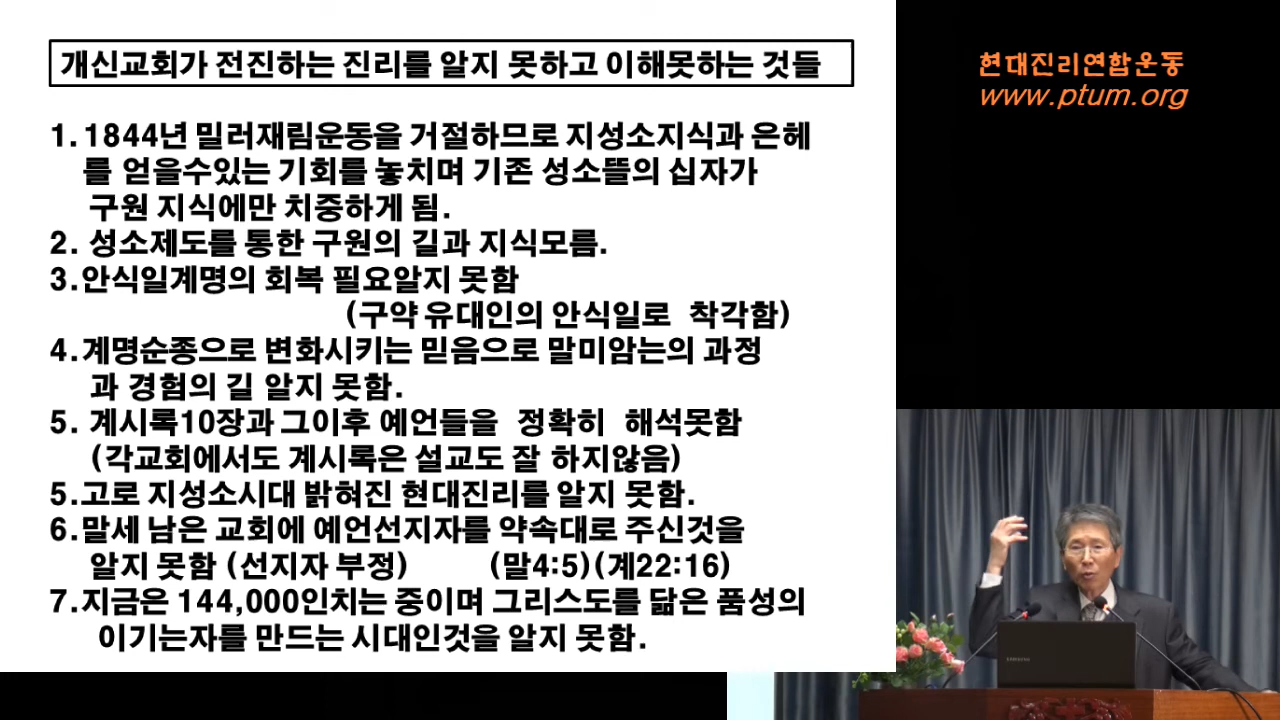 개신교회가 전진하는 진리를 알지 못하고 이해못하는 것들
1. 1844년 밀러재림운동을 거절하므로 지성소지식과 은헤
를 얻을수있는 기회를 놓치며 기존 성소뜰의 십자가
구원 지식에만 치중하게 됨.
2. 성소제도를 통한 구원의 길과 지식모름.
3.안식일계명의 회복 필요알지 못함
(구약 유대인의 안식일로 착각함)
4.계명순종으로 변화시키는 믿음으로 말미암는의 과정
과 경험의 길 알지 못함.
5. 계시록10장과 그이후 예언들을 정확히 해석못함
(각교회에서도 계시록은 설교도 잘 하지않음)
5.고로 지성소시대 밝혀진 현대진리를 알지 못함.
6.말세 남은 교회에 예언선지자를 약속대로 주신것을
알지 못함 (선지자 부정) (말4:5)(계22:16)
7.지금은 144,000인치는 중이며 그리스도를 닮은 품성의
이기는자를 만드는 시대인것을 알지 못함.
현대진리연합운동
www.ptum.org
SAMSUNG